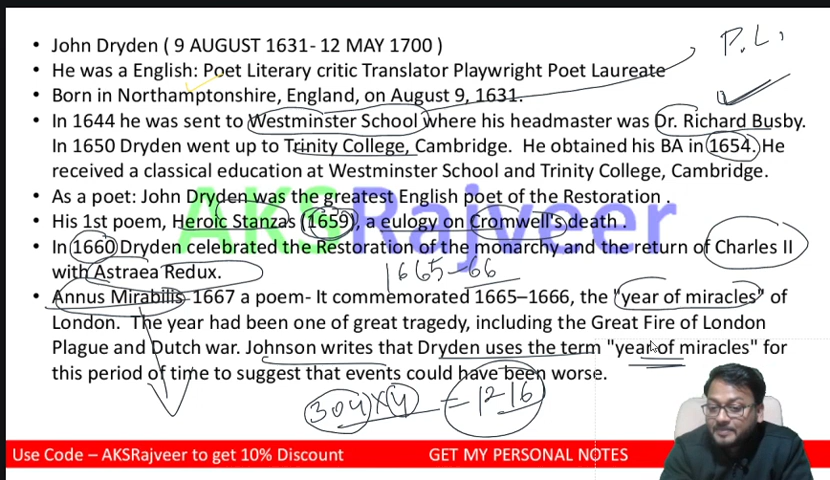 P.L.
• John Dryden ( 9 AUGUST 1631- 12 MAY 1700 )
• He was a English: Poet Literary critic Translator Playwright Poet Laureate
• Born in Northamptonshire, England, on August 9, 1631.
• In 1644 he was sent to Westminster School where his headmaster was Dr. Richard Busby.
In 1650 Dryden went up to Trinity College, Cambridge. He obtained his BA in 1654. He
received a classical education at Westminster School and Trinity College, Cambridge.
• As a poet: John Dryden was the greatest English poet of the Restoration .
AKSRajveer
• His 1st poem, Heroic Stanzas (1659), a eulogy on Cromwell's death .
• In 1660 Dryden celebrated the Restoration of the monarchy and the return of Charles II
with Astraea Redux.
1665-66
• Annus Mirabilis 1667 a poem- It commemorated 1665–1666, the "year of miracles" of
London. The year had been one of great tragedy, including the Great Fire of London
Plague and Dutch war. Johnson writes that Dryden uses the term "year of miracles" for
this period of time to suggest that events could have been worse.
304 x 4 = 1216
Use Code – AKSRajveer to get 10% Discount
GET MY PERSONAL NOTES